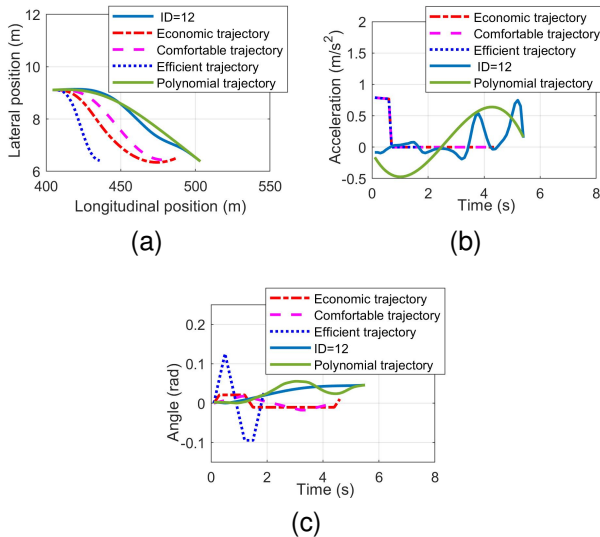 12
10
8
6
400
450
500
550
Lateral position (m)
Longitudinal position (m)
ID=12
Economic trajectory
Comfortable trajectory
Efficient trajectory
Polynomial trajectory
(a)
2
1.5
1
0.5
0
-0.5
0
2
4
6
8
Acceleration (m/s²)
Time (s)
Economic trajectory
Comfortable trajectory
Efficient trajectory
ID=12
Polynomial trajectory
(b)
0.2
0.1
0
-0.1
0
2
4
6
8
Angle (rad)
Time (s)
Economic trajectory
Comfortable trajectory
Efficient trajectory
ID=12
Polynomial trajectory
(c)